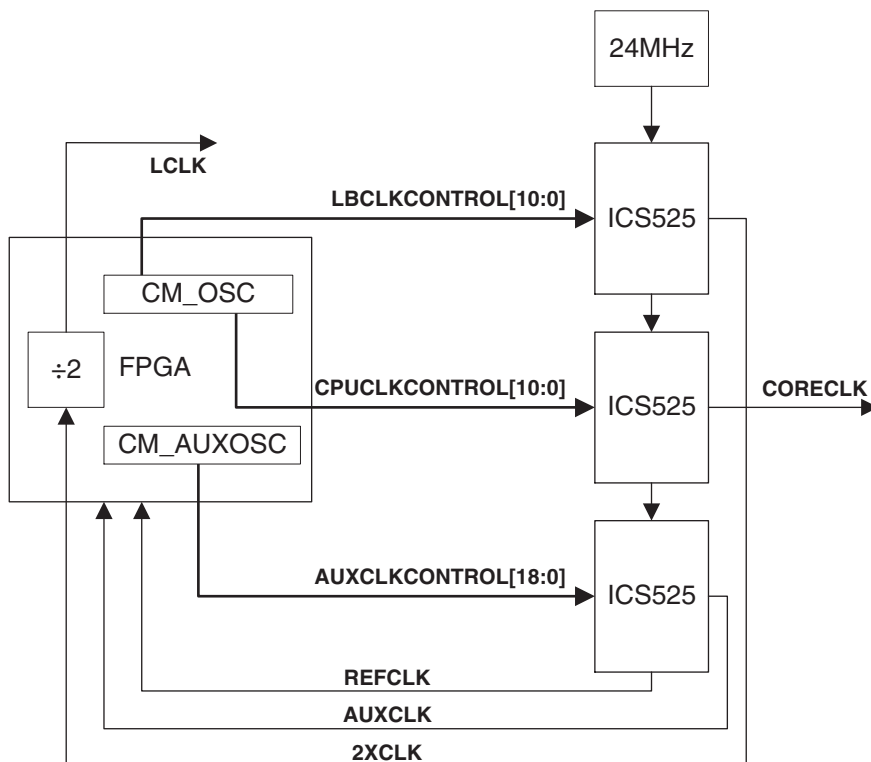 24MHz
LCLK
LBCLKCONTROL[10:0]
ICS525
CM_OSC
÷2
FPGA
CPUCLKCONTROL[10:0]
ICS525
CORECLK
CM_AUXOSC
AUXCLKCONTROL[18:0]
ICS525
REFCLK
AUXCLK
2XCLK